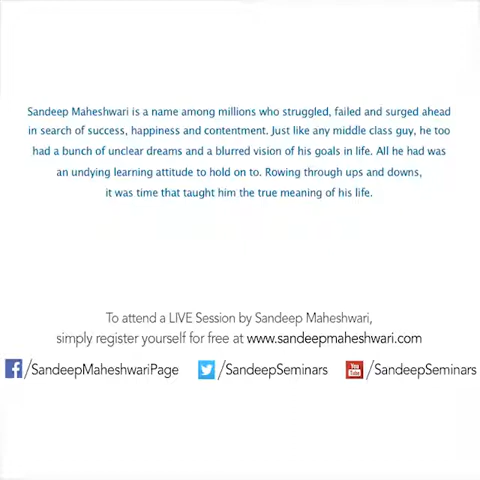 Sandeep Maheshwari is a name among millions who struggled, failed and surged ahead
in search of success, happiness and contentment. Just like any middle class guy, he too
had a bunch of unclear dreams and a blurred vision of his goals in life. All he had was
an undying learning attitude to hold on to. Rowing through ups and downs,
it was time that taught him the true meaning of his life.
To attend a LIVE Session by Sandeep Maheshwari,
simply register yourself for free at www.sandeepmaheshwari.com
f/SandeepMaheshwariPage /SandeepSeminars You Tube /SandeepSeminars